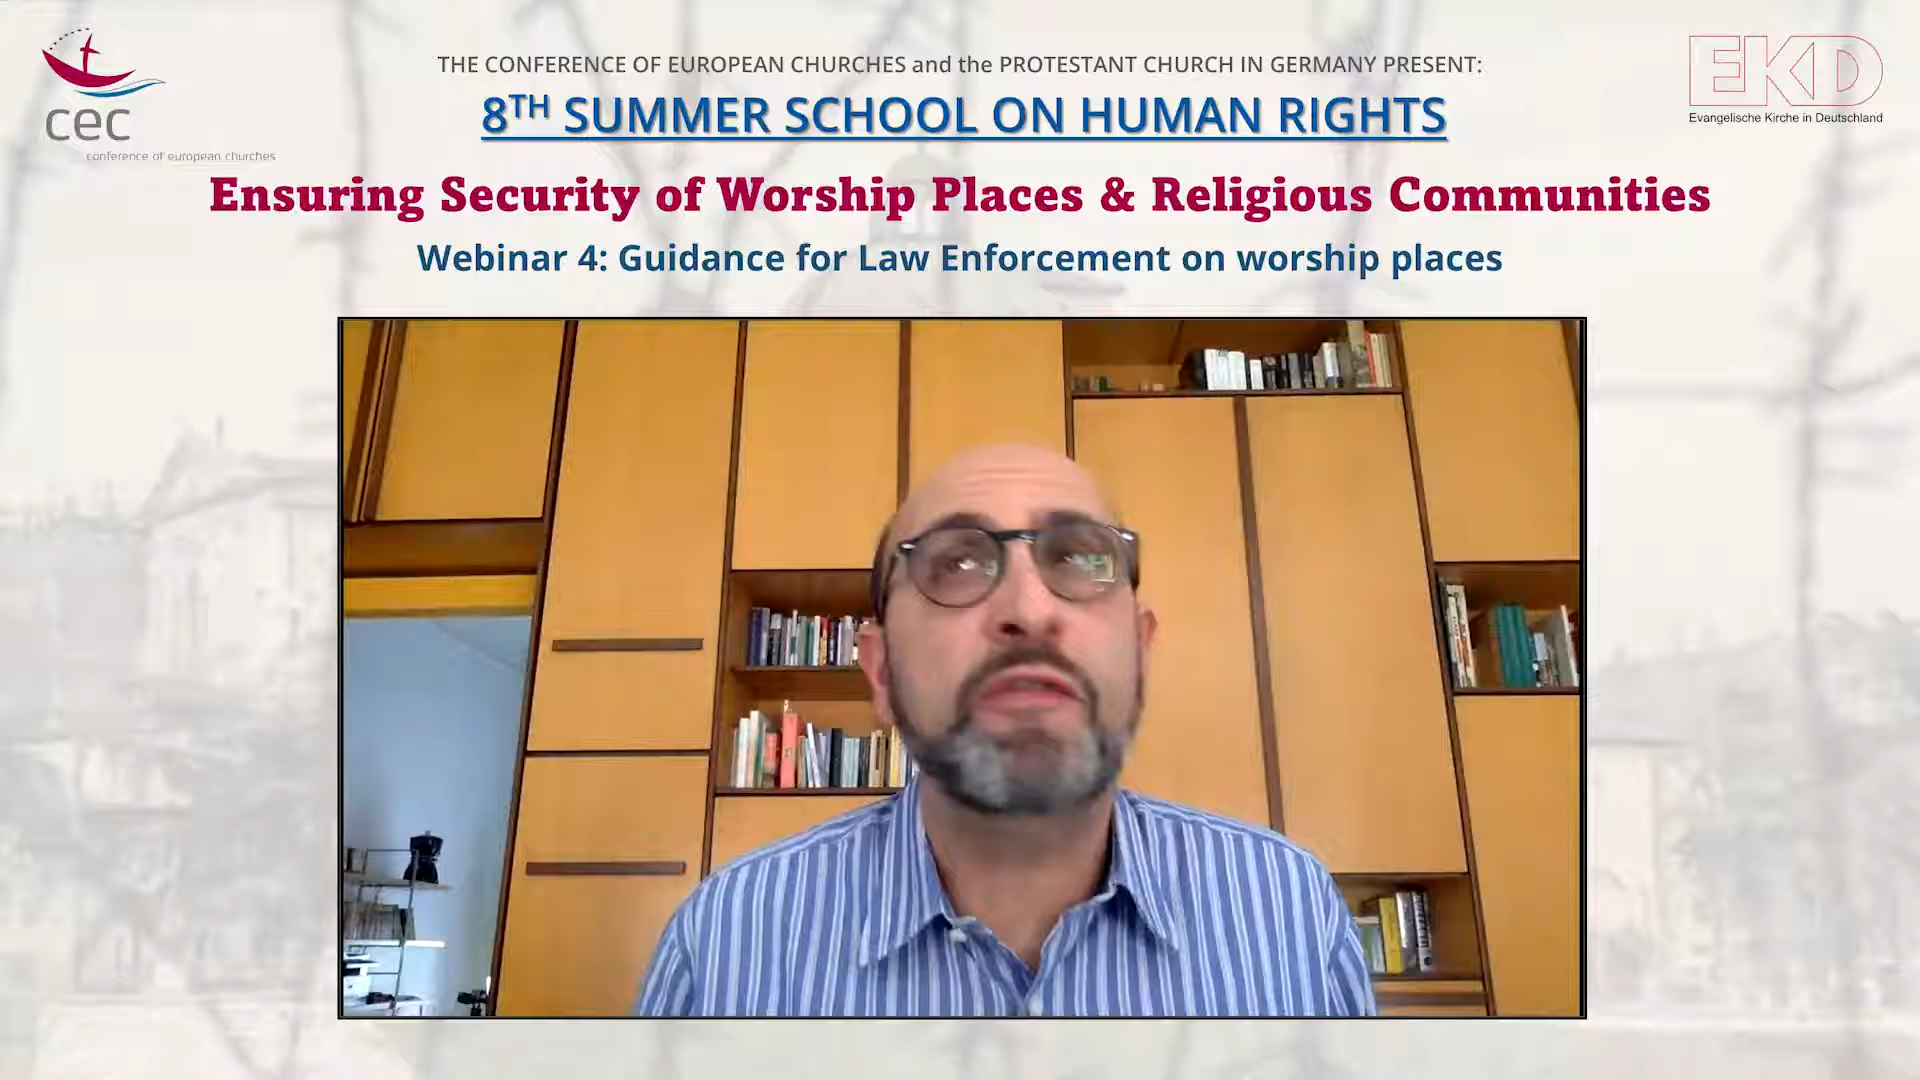 cec
conference of european churches
THE CONFERENCE OF EUROPEAN CHURCHES and the PROTESTANT CHURCH IN GERMANY PRESENT:
8TH SUMMER SCHOOL ON HUMAN RIGHTS
EKD
Evangelische Kirche in Deutschland
Ensuring Security of Worship Places & Religious Communities
Webinar 4: Guidance for Law Enforcement on worship places